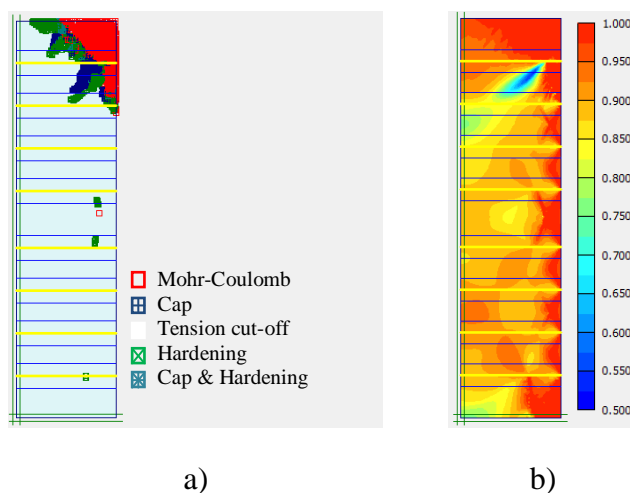 Mohr-Coulomb
Cap
Tension cut-off
Hardening
Cap & Hardening
1.000
0.950
0.900
0.850
0.800
0.750
0.700
0.650
0.600
0.550
0.500
a)
b)